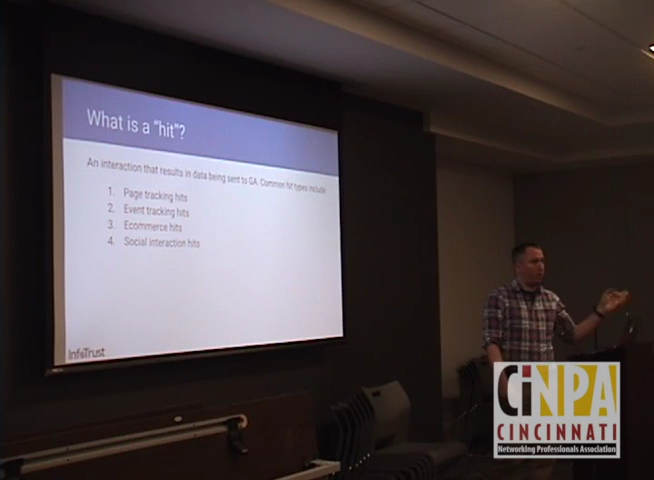 What is a "hit"?
An interaction that results in data being sent to GA. Common hit types include
1. Page tracking hits
2. Event tracking hits
3. Ecommerce hits
4. Social interaction hits
InfoTrust
CiNPA
CINCINNATI
Networking Professionals Association